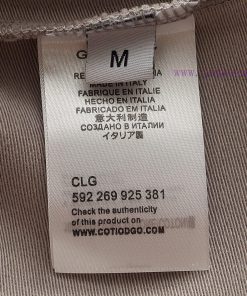 M
MADE IN ITALY
FABRIQUE EN ITALIE
HECHO EN ITALIA
FABRICADO EM ITALIA
意大利制造
СОЗДАНО В ИТАЛИИ
イタリア製
CLG
592 269 925 381
Check the authenticity
of this product on
WWW.COTIODGO.COM